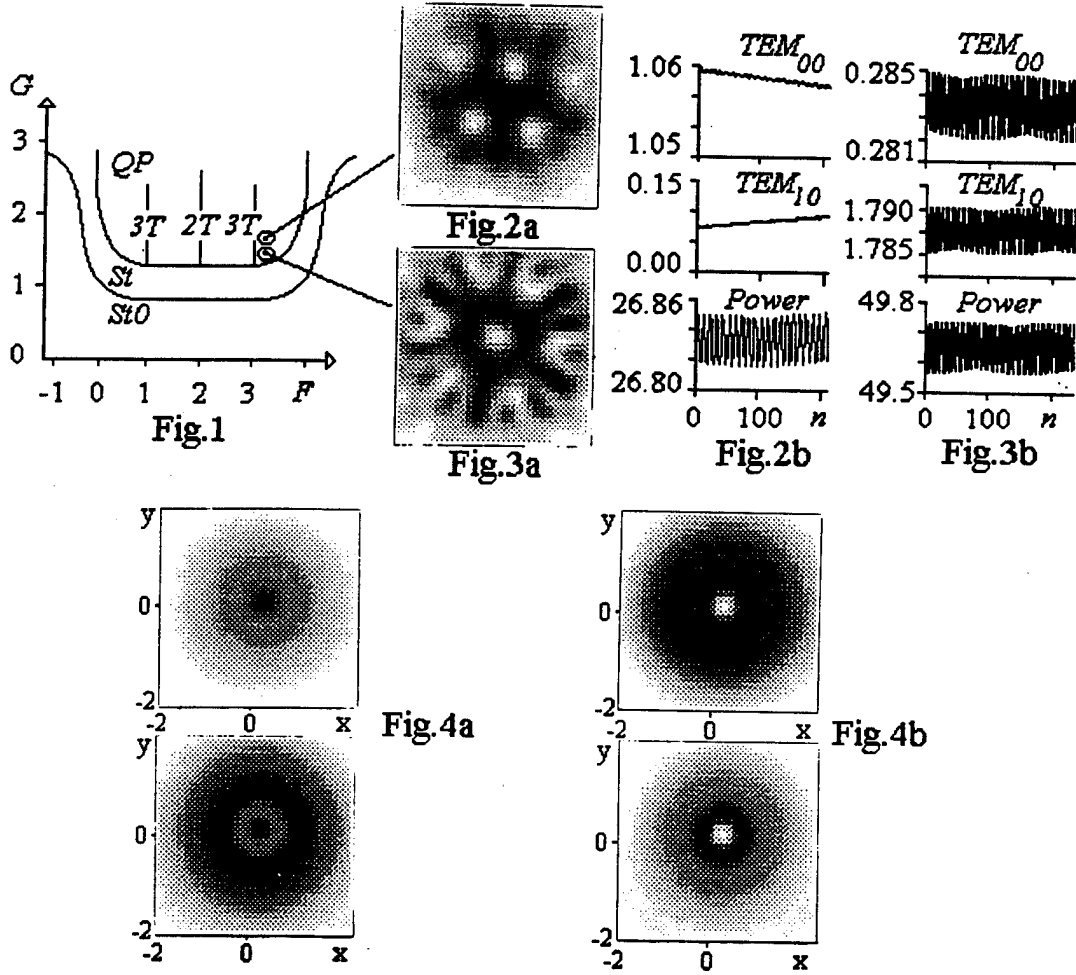 G
3
2
1
0
QP
3T 2T 3T
St
St0
-1 0 1 2 3 F
Fig.1
Fig.2a
Fig.3a
TEM00
1.06
1.05
TEM10
0.15
0.00
Power
26.86
26.80
0 100 n
Fig.2b
TEM00
0.285
0.281
TEM10
1.790
1.785
Power
49.8
49.5
0 100 n
Fig.3b
y
0
-2
-2 0 x
Fig.4a
y
0
-2
-2 0 x
y
0
-2
-2 0 x
Fig.4b
y
0
-2
-2 0 x